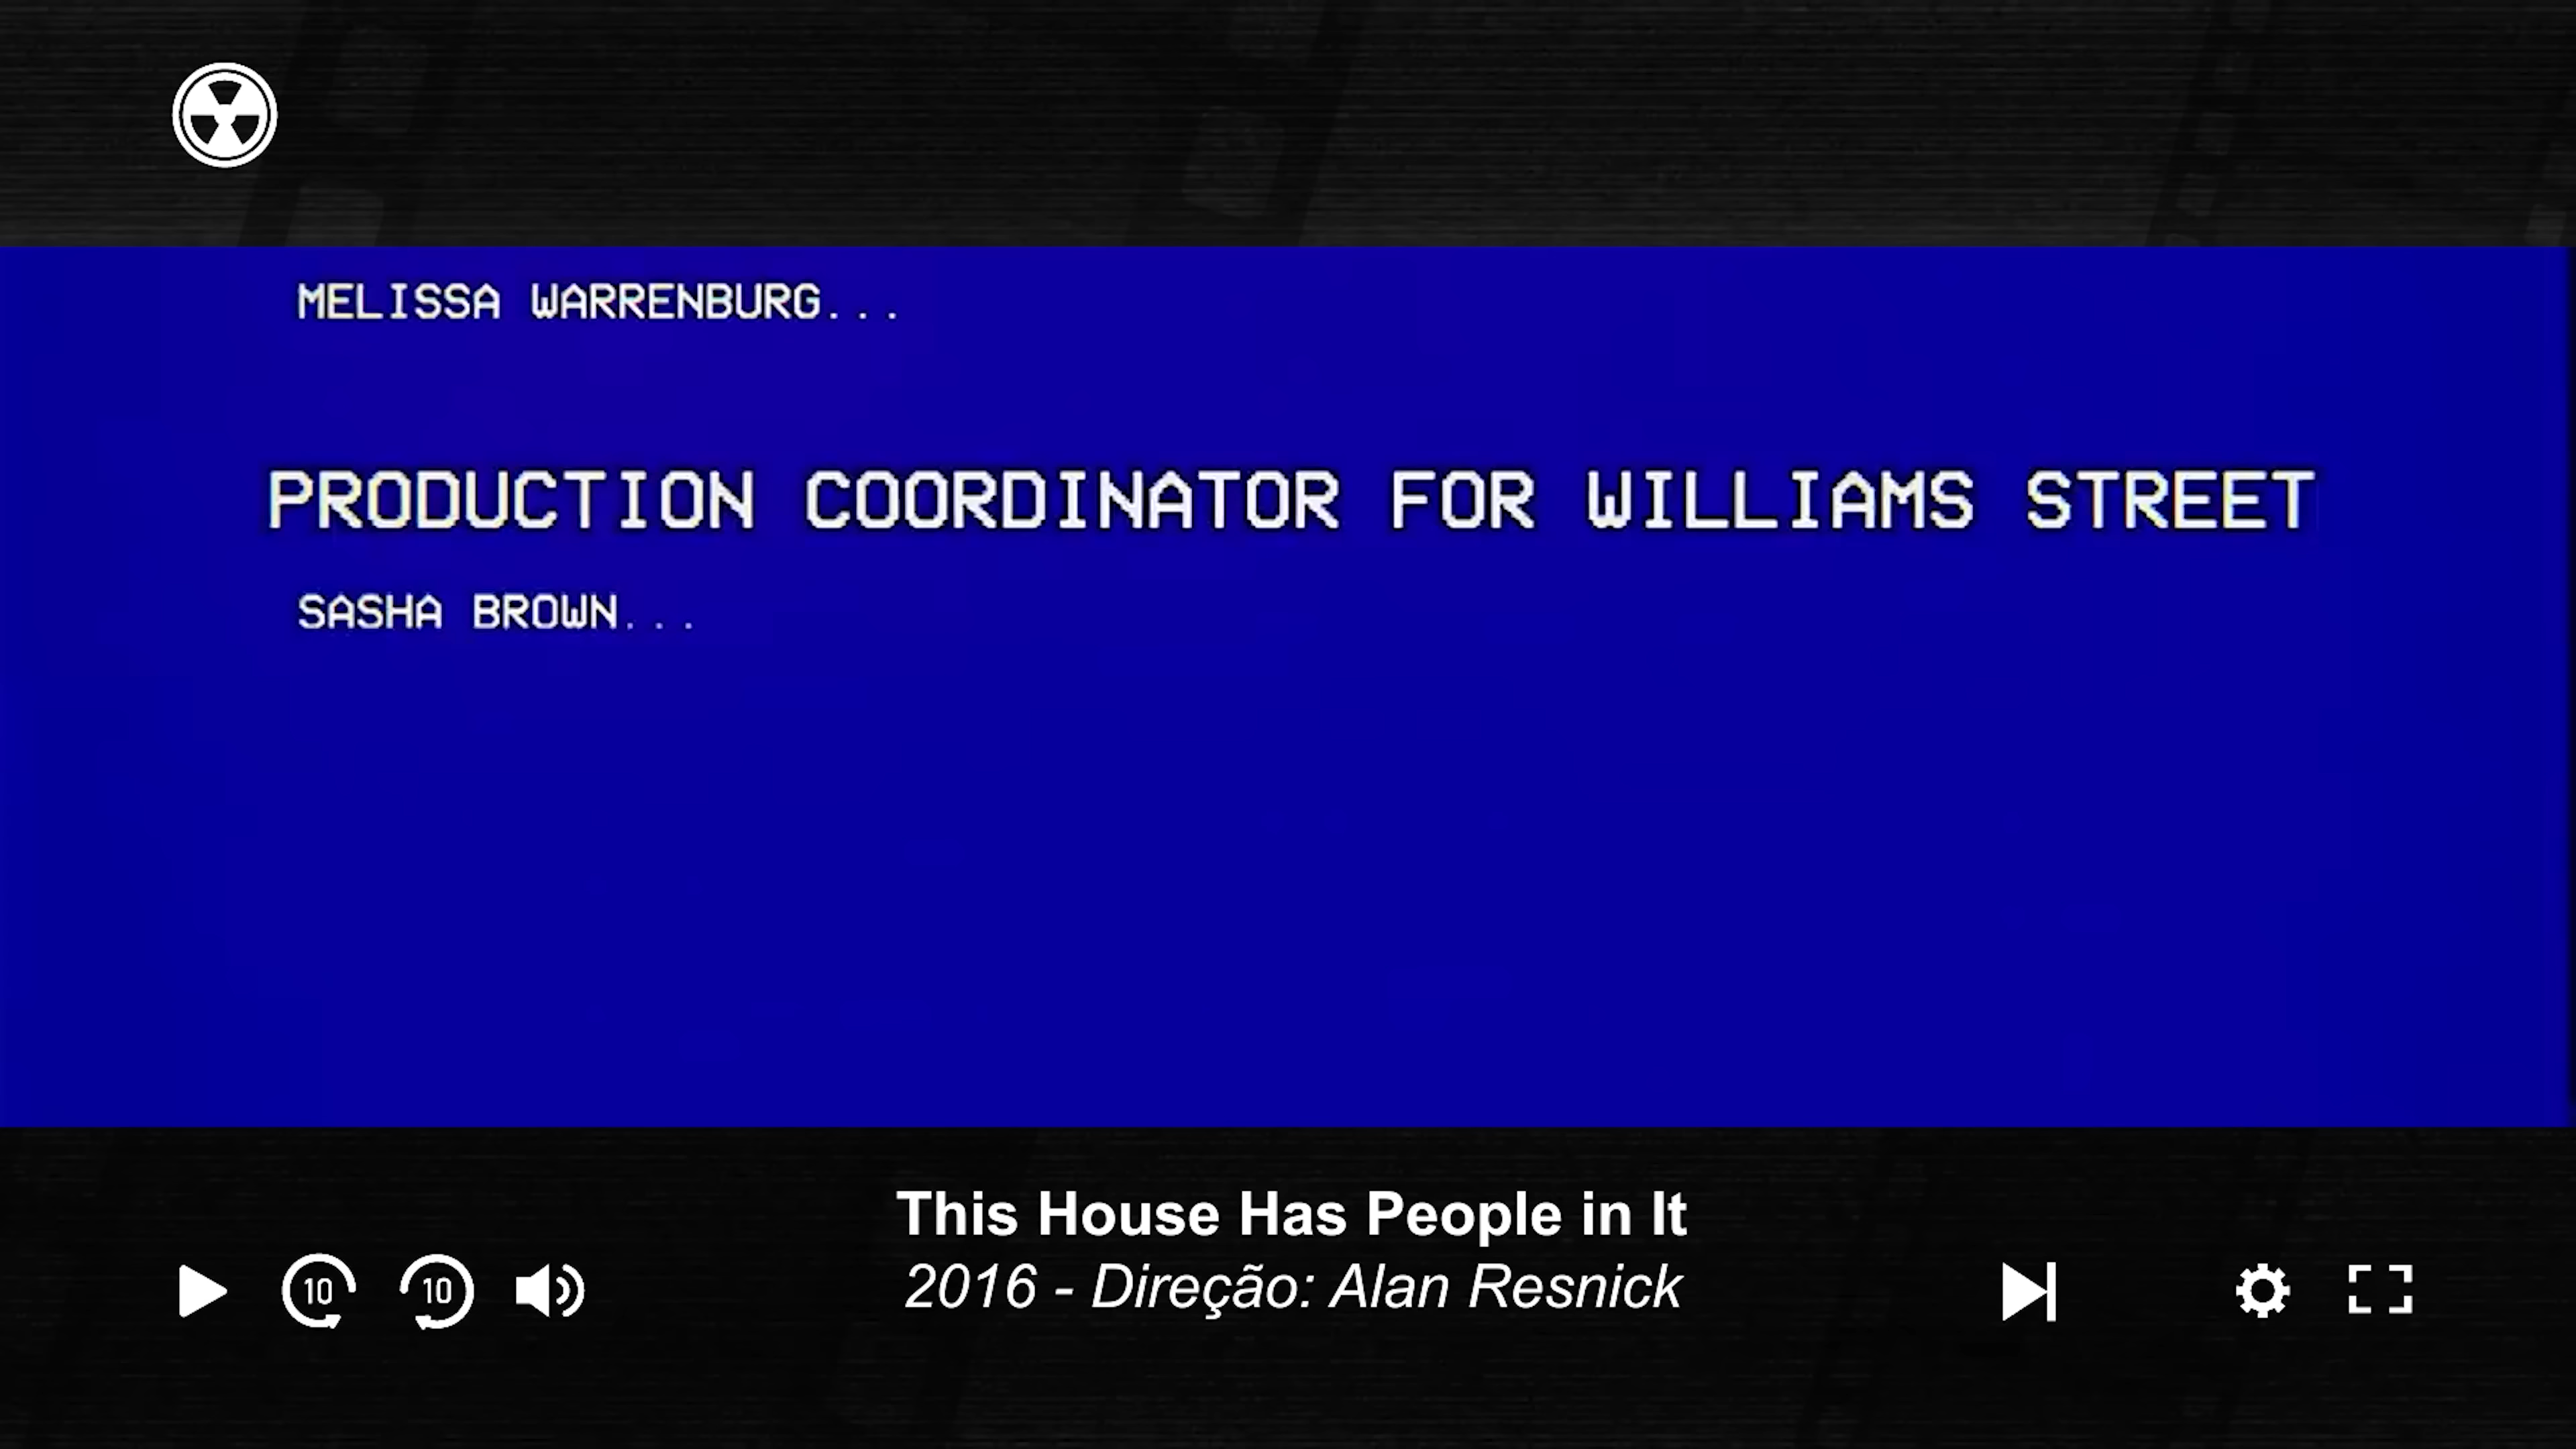 MELISSA WARRENBURG...
PRODUCTION COORDINATOR FOR WILLIAMS STREET
SASHA BROWN...
This House Has People in It
2016 - Direção: Alan Resnick
10
10